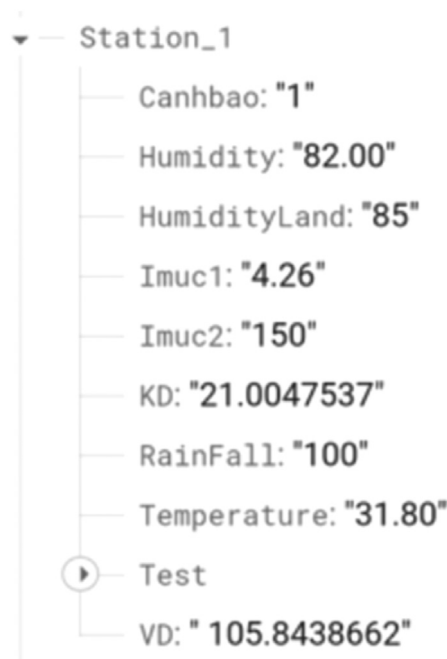 Station_1
Canhbao: "1"
Humidity: "82.00"
HumidityLand: "85"
Imuc1: "4.26"
Imuc2: "150"
KD: "21.0047537"
RainFall: "100"
Temperature: "31.80"
Test
VD: " 105.8438662"